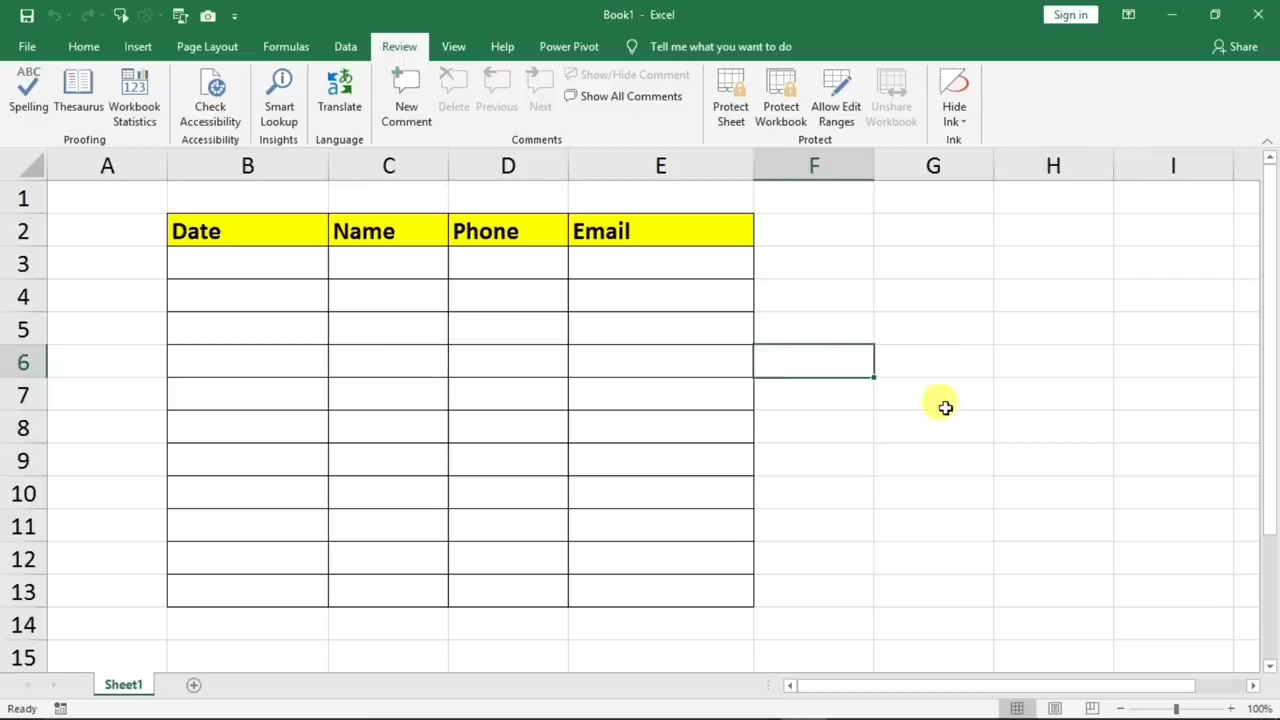 Book1 - Excel
Sign in
File Home Insert Page Layout Formulas Data Review View Help Power Pivot Tell me what you want to do Share
ABC
Spelling
Thesaurus
123
Workbook
Statistics
Proofing
Check
Accessibility
Accessibility
Smart
Lookup
Insights
Translate
Language
New
Comment
Delete
Previous
Next
Show/Hide Comment
Show All Comments
Comments
Protect
Sheet
Protect
Workbook
Allow Edit
Ranges
Unshare
Workbook
Protect
Hide
Ink
Ink
A B C D E F G H I
1
2 Date Name Phone Email
3
4
5
6
7
8
9
10
11
12
13
14
15
Sheet1
Ready
100%